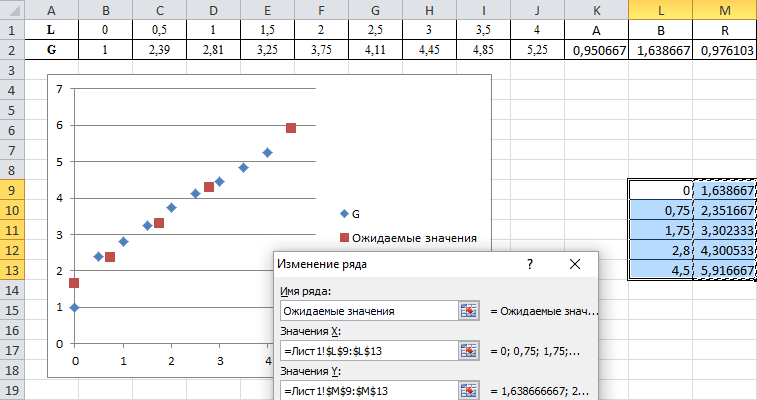 A B C D E F G H I J K L M
1 L 0 0,5 1 1,5 2 2,5 3 3,5 4 A B R
2 G 1 2,39 2,81 3,25 3,75 4,11 4,45 4,85 5,25 0,950667 1,638667 0,976103
3
4 7
5
6 6
7
8 5
9 0 1,638667
10 4 0,75 2,351667
G
11 3 1,75 3,302333
Ожидаемые значения
12 2,8 4,300533
13 2 4,5 5,916667
Изменение ряда ? ✕
14
Имя ряда:
15 1 Ожидаемые значения = Ожидаемые знач...
16
Значения X:
17 0 =Лист1!$L$9:$L$13 = 0; 0,75; 1,75;...
0 1 2 3 4
18
Значения Y:
19 =Лист1!$M$9:$M$13 = 1,638666667; 2...